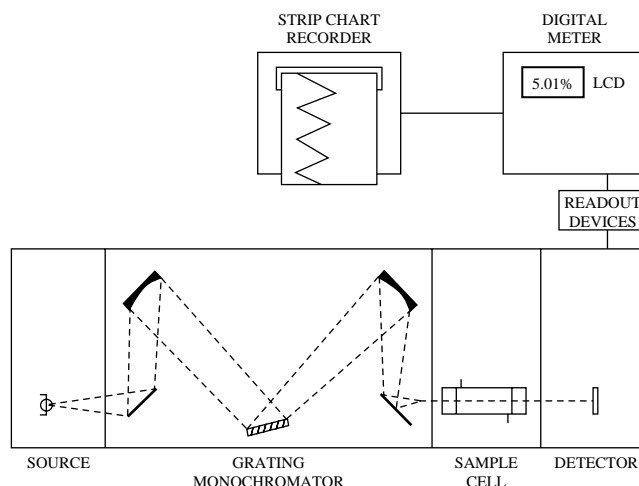 STRIP CHART
RECORDER
DIGITAL
METER
5.01%
LCD
READOUT
DEVICES
SOURCE
GRATING
MONOCHROMATOR
SAMPLE
CELL
DETECTOR